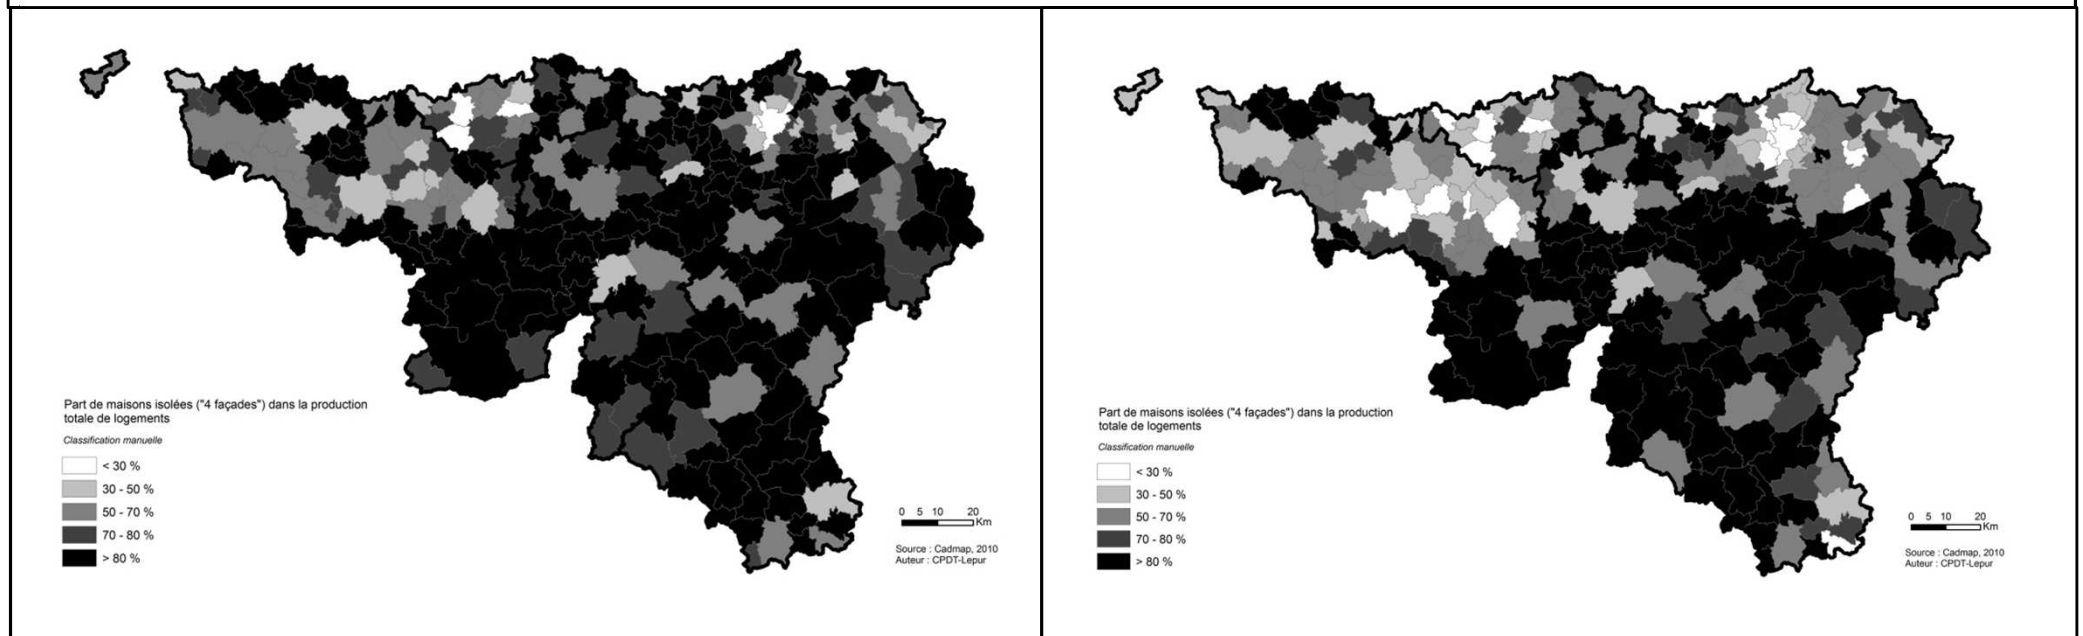 Part de maisons isolées ("4 façades") dans la production
totale de logements
Classification manuelle
< 30 %
30 - 50 %
50 - 70 %
70 - 80 %
> 80 %
0 5 10 20
Km
Source : Cadmap, 2010
Auteur : CPDT-Lepur
Part de maisons isolées ("4 façades") dans la production
totale de logements
Classification manuelle
< 30 %
30 - 50 %
50 - 70 %
70 - 80 %
> 80 %
0 5 10 20
Km
Source : Cadmap, 2010
Auteur : CPDT-Lepur